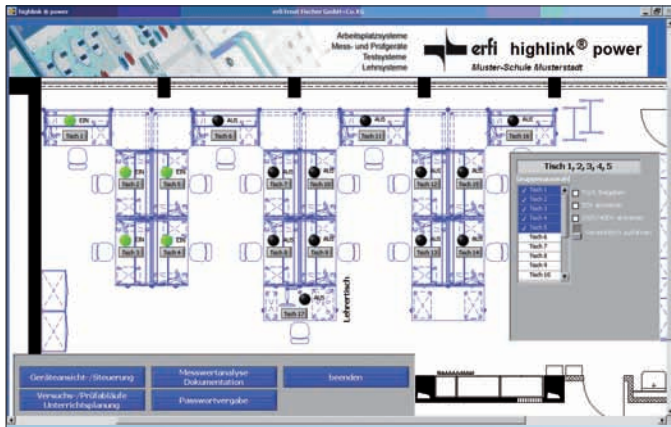 highlink & power
erfi Ernst Fischer GmbH+Co.KG
Arbeitsplatzsysteme
Mess- und Prüfgeräte
Testsysteme
Lehrsysteme
erfi highlink® power
Muster-Schule Musterstadt
EIN
Tisch 1
AUS
Tisch 6
AUS
Tisch 11
AUS
Tisch 16
EIN
Tisch 2
EIN
Tisch 5
AUS
Tisch 7
AUS
Tisch 10
AUS
Tisch 12
AUS
Tisch 15
EIN
Tisch 3
EIN
Tisch 4
AUS
Tisch 8
AUS
Tisch 9
AUS
Tisch 13
AUS
Tisch 14
AUS
Tisch 17
Lehrertisch
Tisch 1, 2, 3, 4, 5
Gruppenauswahl
Tisch 1
Tisch 2
Tisch 3
Tisch 4
Tisch 5
Tisch 6
Tisch 7
Tisch 8
Tisch 9
Tisch 10
Geräteansicht-/Steuerung
Messwertanalyse
Dokumentation
beenden
Versuchs-/Prüfabläufe
Unterrichtsplanung
Passwortvergabe